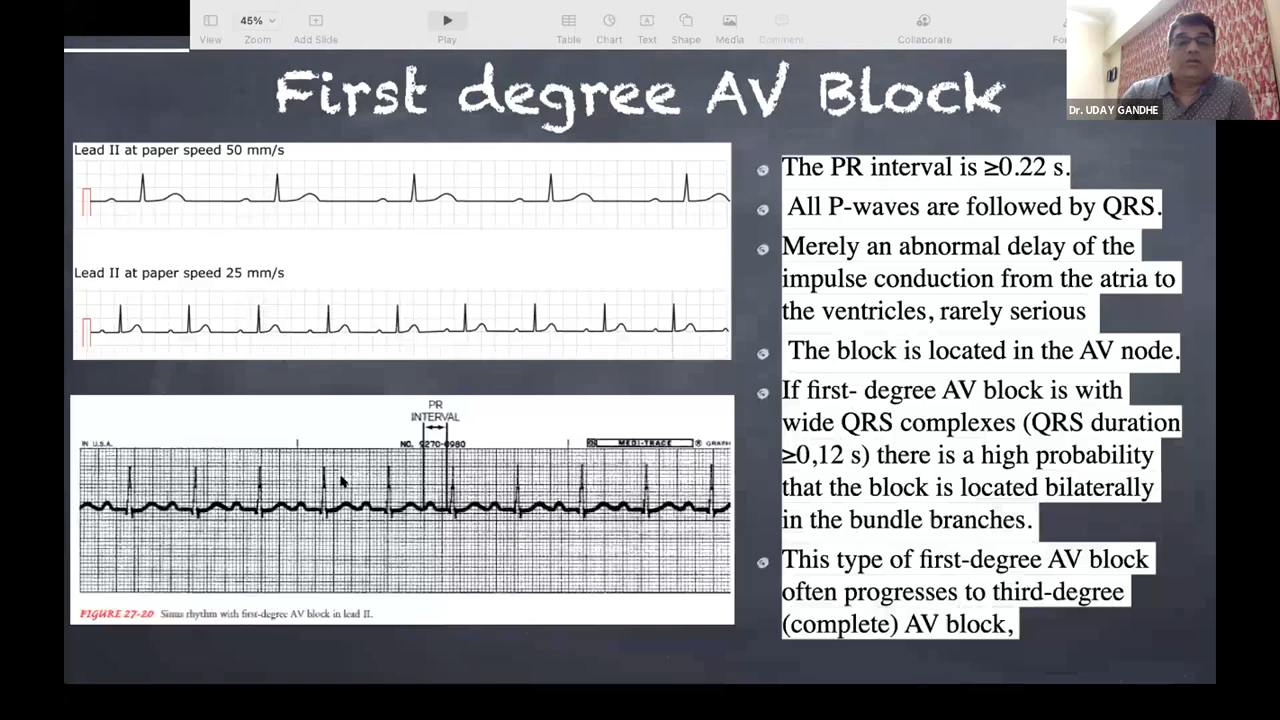 45%
View
Zoom
Add Slide
Play
Table
Chart
Text
Shape
Media
Comment
Collaborate
Dr. UDAY GANDHE
First degree AV Block
Lead II at paper speed 50 mm/s
Lead II at paper speed 25 mm/s
PR
INTERVAL
IN U.S.A.
NO. 9270-0980
MEDI-TRACE
GRAPH
FIGURE 27-20 Sinus rhythm with first-degree AV block in lead II.
The PR interval is ≥0.22 s.
All P-waves are followed by QRS.
Merely an abnormal delay of the
impulse conduction from the atria to
the ventricles, rarely serious
The block is located in the AV node.
If first- degree AV block is with
wide QRS complexes (QRS duration
≥0,12 s) there is a high probability
that the block is located bilaterally
in the bundle branches.
This type of first-degree AV block
often progresses to third-degree
(complete) AV block,